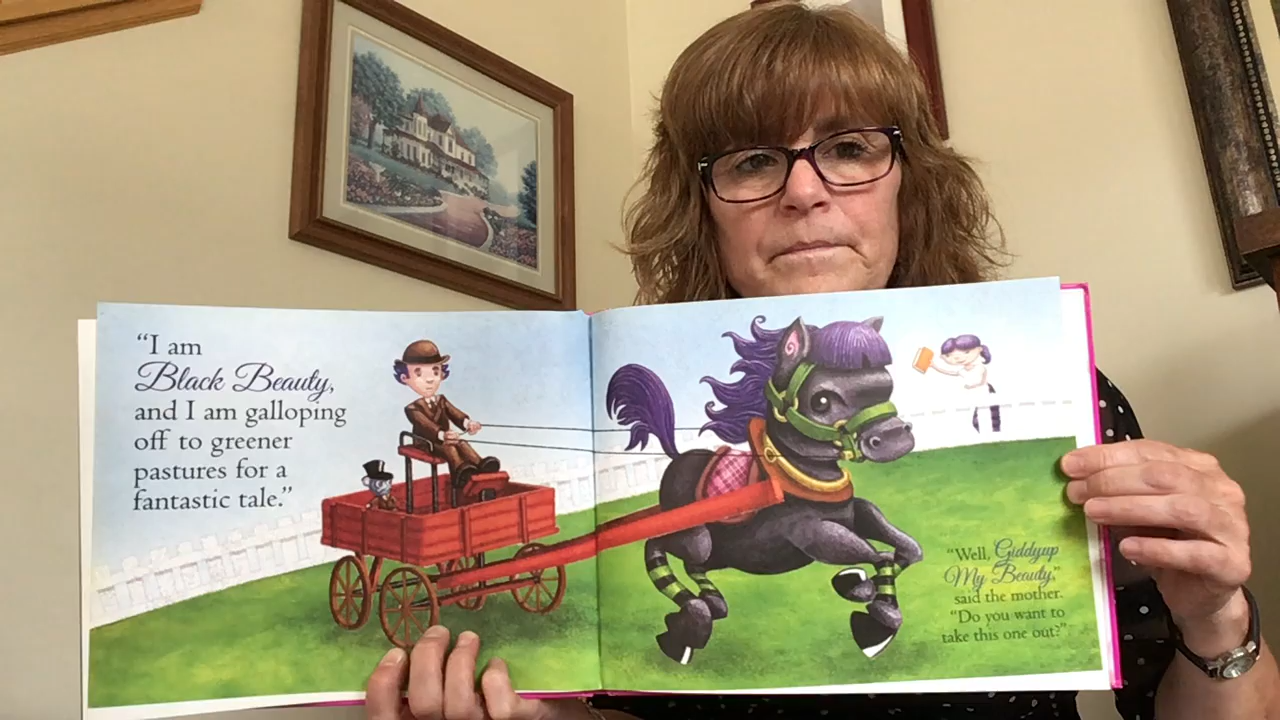 “I am
Black Beauty,
and I am galloping
off to greener
pastures for a
fantastic tale.”
“Well, Giddyup
My Beauty,”
said the mother.
“Do you want to
take this one out?”